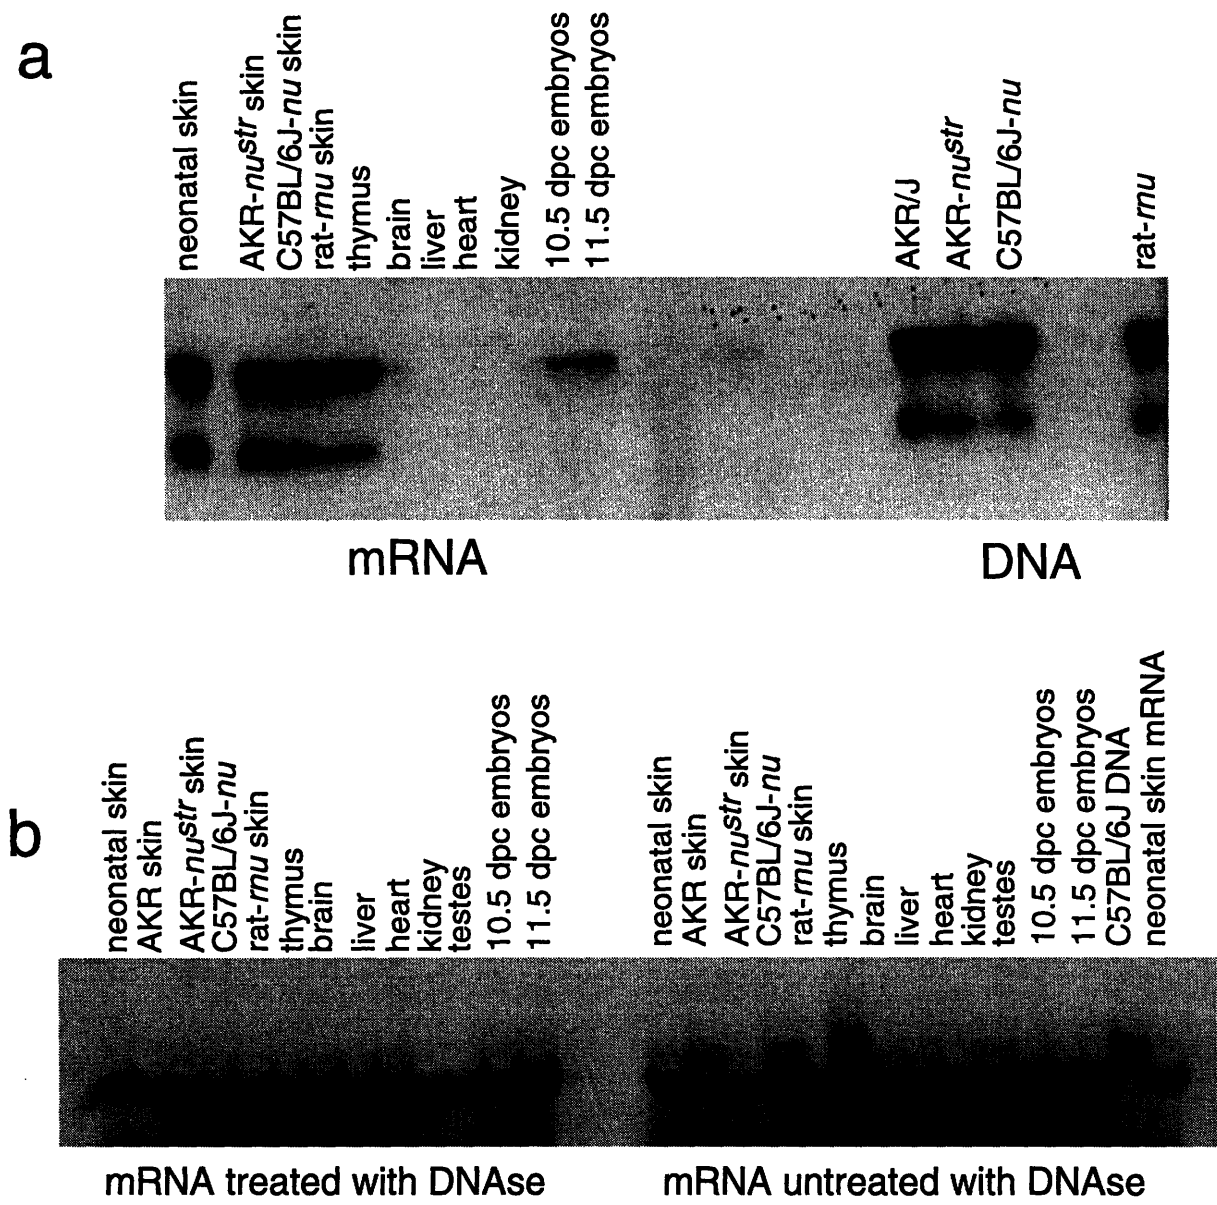 a
neonatal skin
AKR-nustr skin
C57BL/6J-nu skin
rat-rnu skin
thymus
brain
liver
heart
kidney
10.5 dpc embryos
11.5 dpc embryos
AKR/J
AKR-nustr
C57BL/6J-nu
rat-rnu
mRNA
DNA
b
neonatal skin
AKR skin
AKR-nustr skin
C57BL/6J-nu
rat-rnu skin
thymus
brain
liver
heart
kidney
testes
10.5 dpc embryos
11.5 dpc embryos
neonatal skin
AKR skin
AKR-nustr skin
C57BL/6J-nu
rat-rnu skin
thymus
brain
liver
heart
kidney
testes
10.5 dpc embryos
11.5 dpc embryos
C57BL/6J DNA
neonatal skin mRNA
mRNA treated with DNAse
mRNA untreated with DNAse